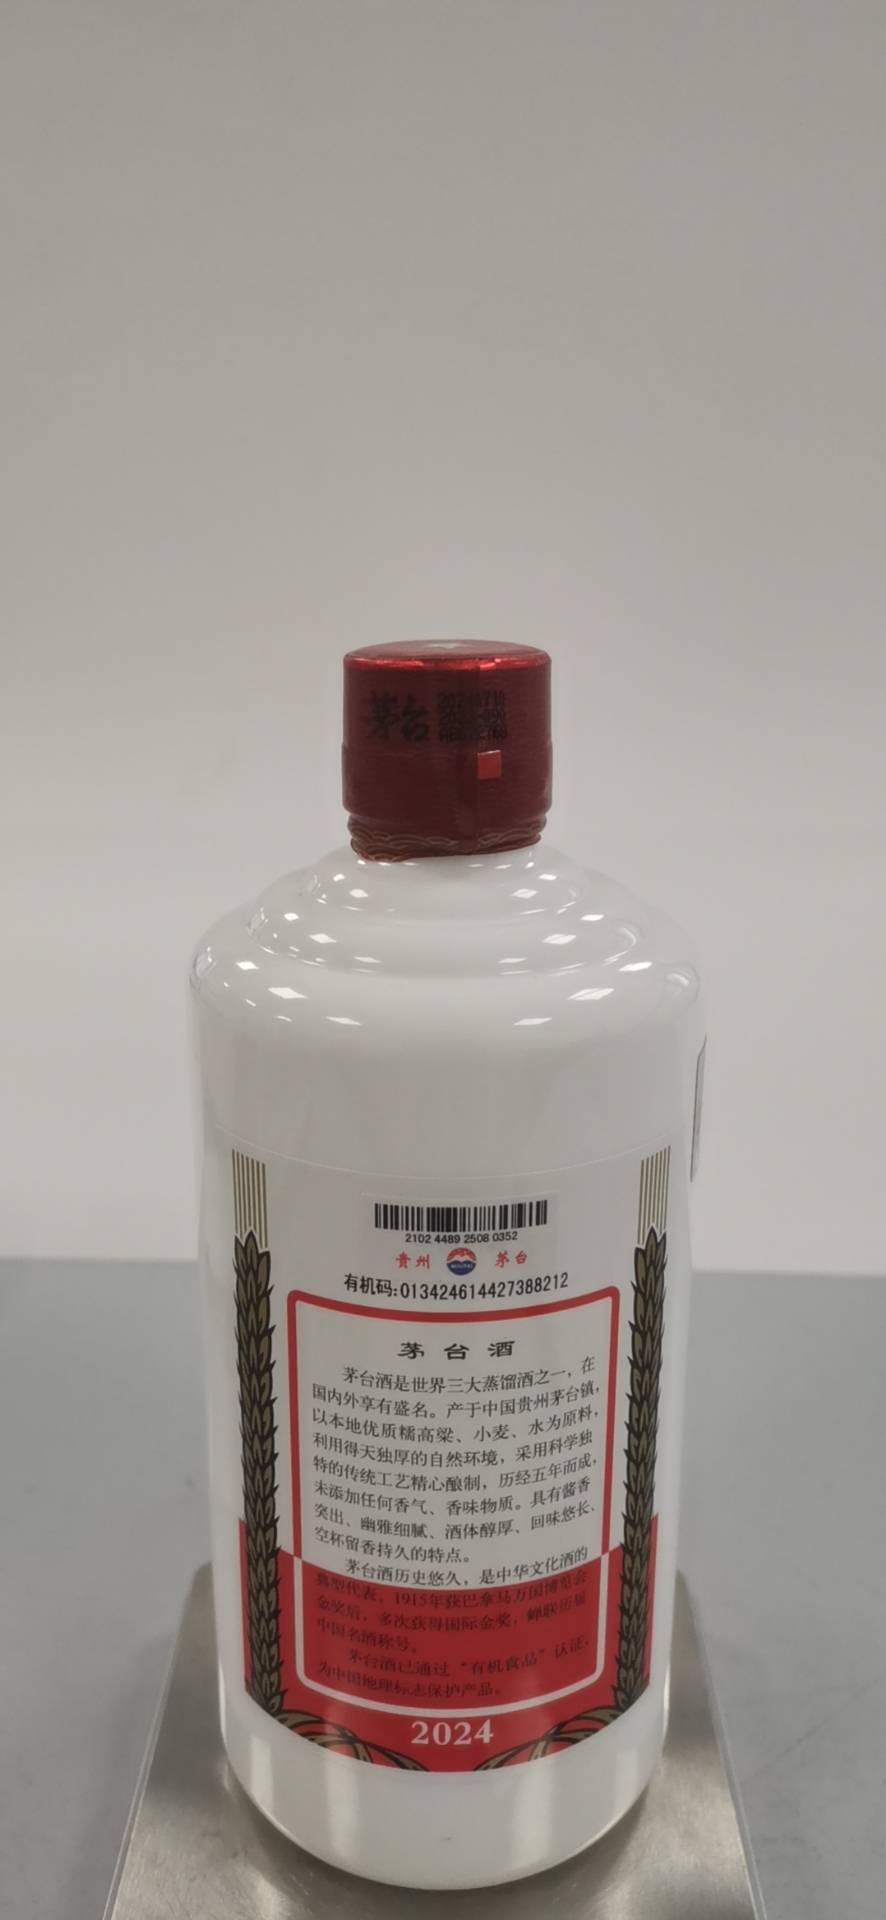 茅台
2102 4489 2508 0352
贵州 茅台
有机码:013424614427388212
茅台酒
茅台酒是世界三大蒸馏酒之一，在
国内外享有盛名。产于中国贵州茅台镇，
以本地优质糯高粱、小麦、水为原料，
利用得天独厚的自然环境，采用科学独
特的传统工艺精心酿制，历经五年而成，
未添加任何香气、香味物质。具有酱香
突出、幽雅细腻、酒体醇厚、回味悠长、
空杯留香持久的特点。
茅台酒历史悠久，是中华文化酒的
典型代表。1915年获巴拿马万国博览会
金奖后，多次获得国际金奖，蝉联历届
中国名酒称号。
茅台酒已通过“有机食品”认证，
为中国地理标志保护产品。
2024